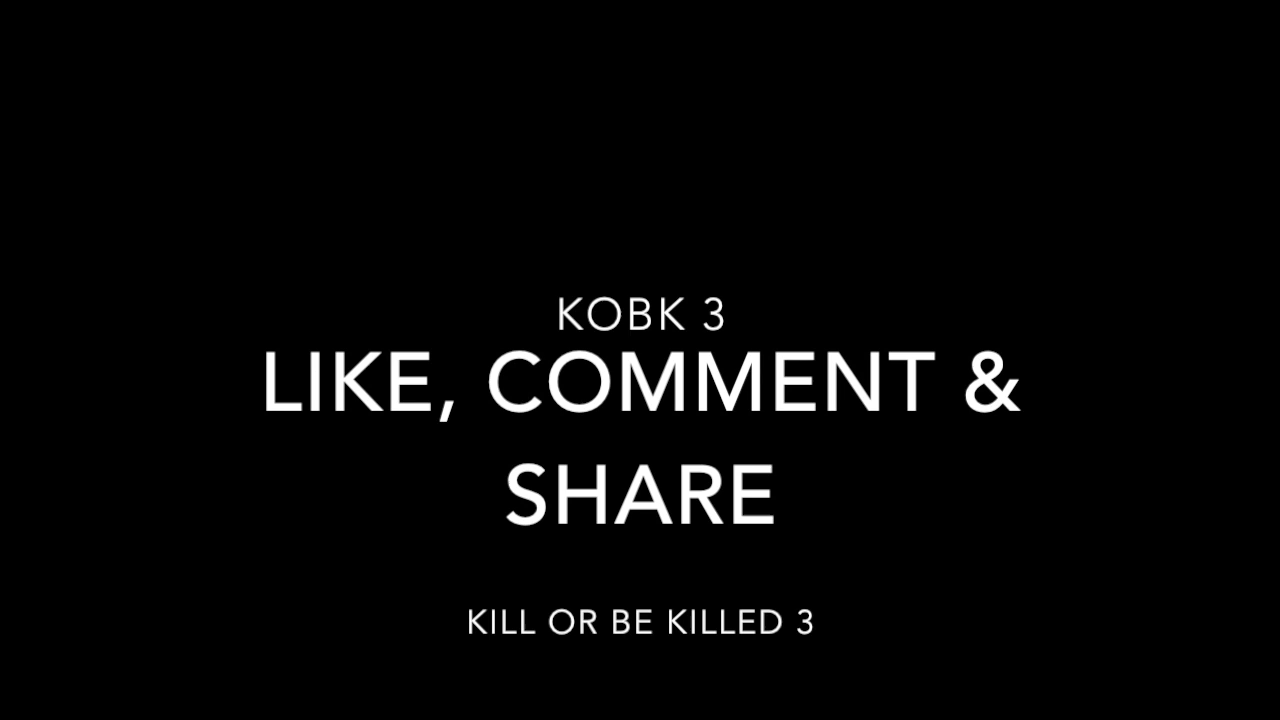 KOBK 3
LIKE, COMMENT &
SHARE
KILL OR BE KILLED 3